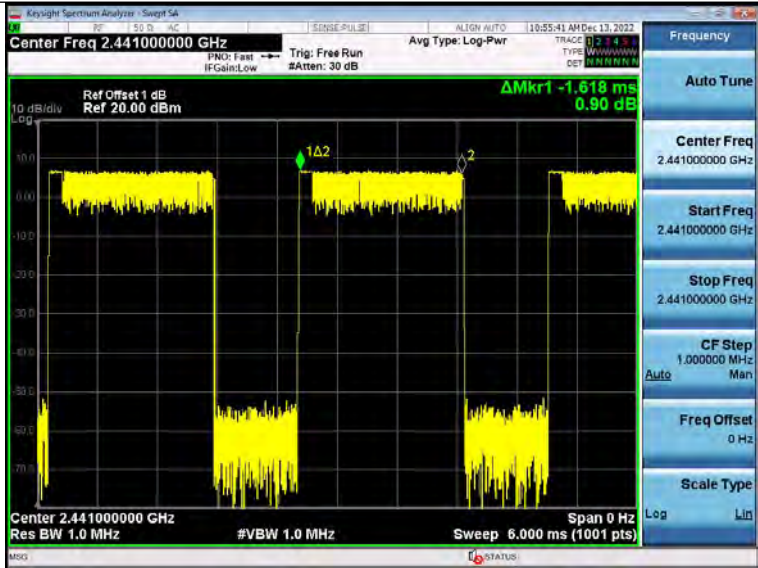 Keysight Spectrum Analyzer - Swept SA
RF 50 Ω AC SENSE:PULSE ALIGN AUTO 10:55:41 AM Dec 13, 2022
Center Freq 2.441000000 GHz
PNO: Fast
IFGain:Low
Trig: Free Run
#Atten: 30 dB
Avg Type: Log-Pwr
TRACE 1 2 3 4 5 6
TYPE WWWWWW
DET N N N N N N
Ref Offset 1 dB
10 dB/div Ref 20.00 dBm
Log
ΔMkr1 -1.618 ms
0.90 dB
1Δ2
2
10.0
0.00
-10.0
-20.0
-30.0
-40.0
-50.0
-60.0
-70.0
Center 2.441000000 GHz Span 0 Hz
Res BW 1.0 MHz #VBW 1.0 MHz Sweep 6.000 ms (1001 pts)
MSG STATUS
Frequency
Auto Tune
Center Freq
2.441000000 GHz
Start Freq
2.441000000 GHz
Stop Freq
2.441000000 GHz
CF Step
1.000000 MHz
Auto Man
Freq Offset
0 Hz
Scale Type
Log Lin